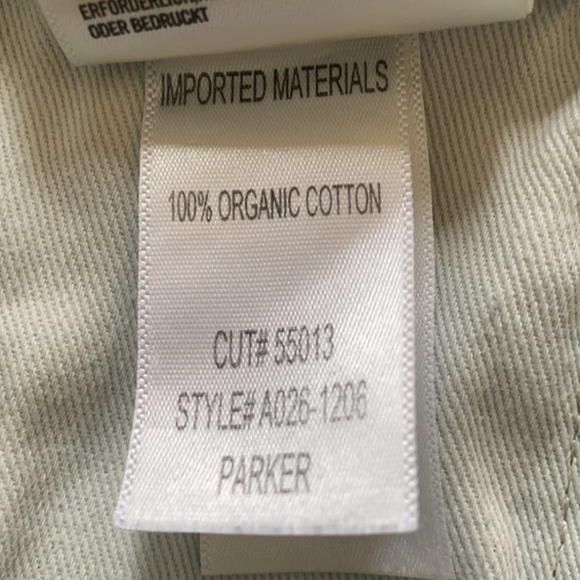 ODER BEDRUCKT
IMPORTED MATERIALS
100% ORGANIC COTTON
CUT# 55013
STYLE# A026-1206
PARKER